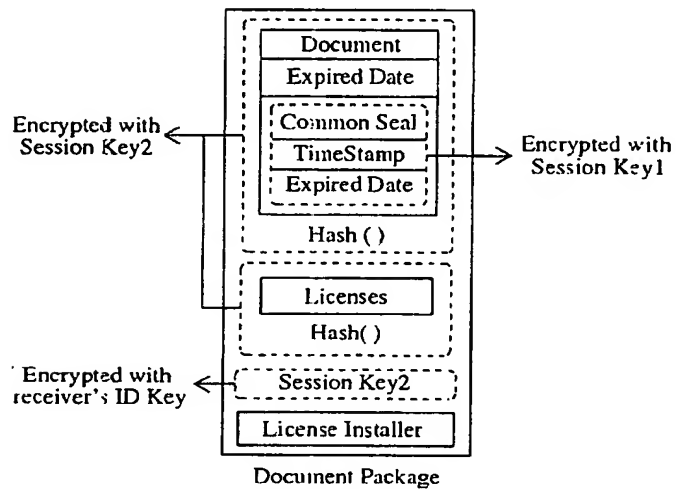 Document
Expired Date
Encrypted with
Session Key2
Common Seal
TimeStamp
Expired Date
Encrypted with
Session Key1
Hash ( )
Licenses
Hash( )
Encrypted with
receiver's ID Key
Session Key2
License Installer
Document Package